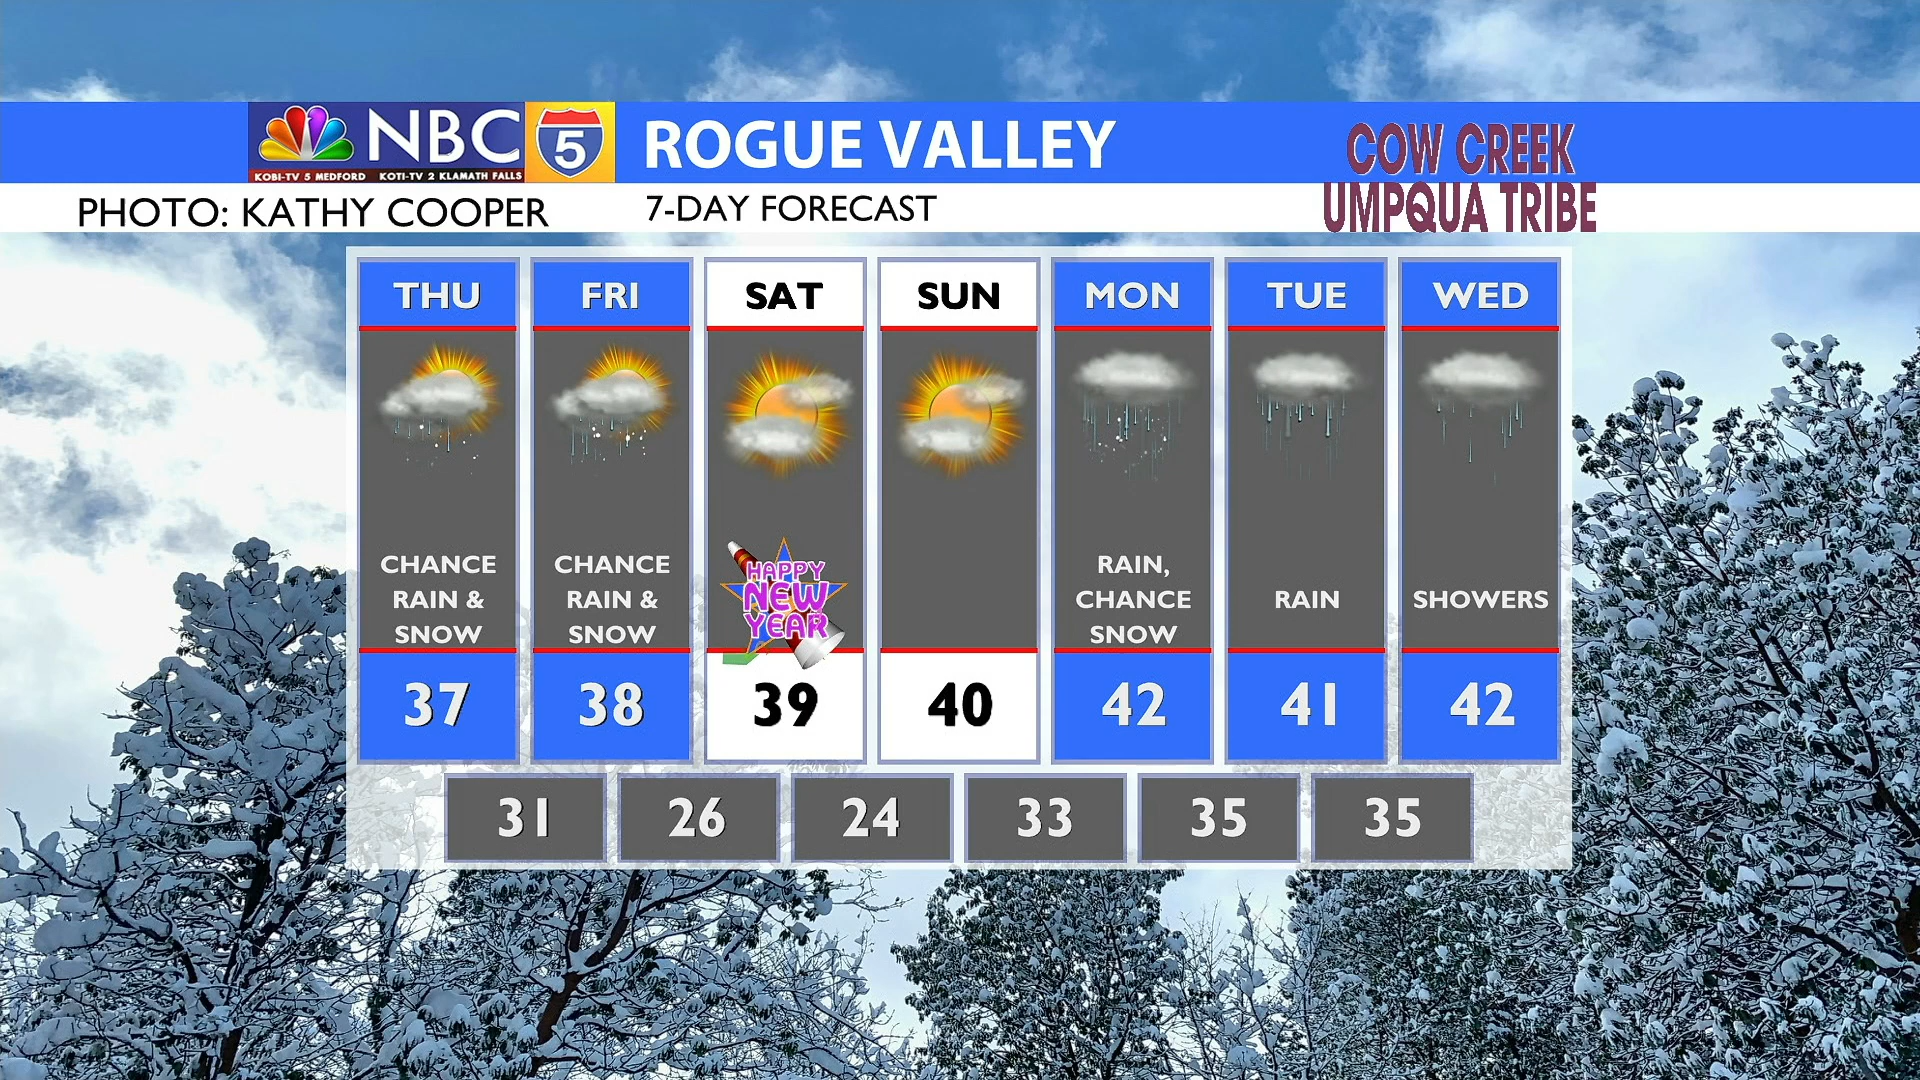 NBC 5
KOBI-TV 5 MEDFORD KOTI-TV 2 KLAMATH FALLS
ROGUE VALLEY
COW CREEK
UMPQUA TRIBE
PHOTO: KATHY COOPER
7-DAY FORECAST
THU FRI SAT SUN MON TUE WED
CHANCE
RAIN &
SNOW
CHANCE
RAIN &
SNOW
HAPPY
NEW
YEAR
RAIN,
CHANCE
SNOW
RAIN
SHOWERS
37 38 39 40 42 41 42
31 26 24 33 35 35